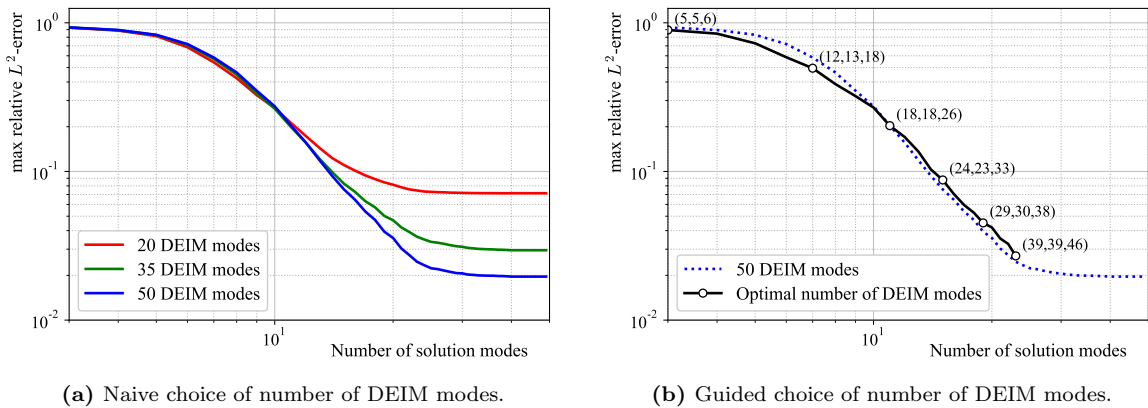 max relative L²-error
10⁰
10⁻¹
10⁻²
20 DEIM modes
35 DEIM modes
50 DEIM modes
10¹
Number of solution modes
(a) Naive choice of number of DEIM modes.
max relative L²-error
10⁰
10⁻¹
10⁻²
(5,5,6)
(12,13,18)
(18,18,26)
(24,23,33)
(29,30,38)
(39,39,46)
50 DEIM modes
Optimal number of DEIM modes
10¹
Number of solution modes
(b) Guided choice of number of DEIM modes.